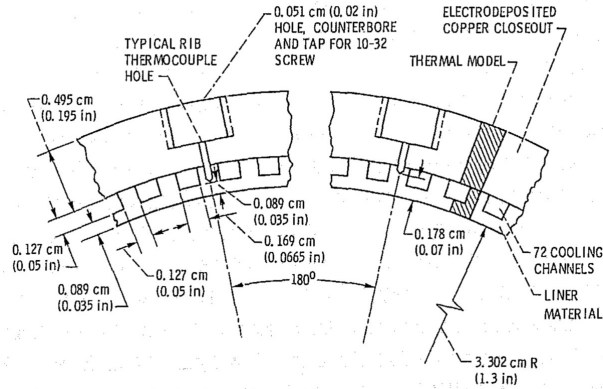 0.051 cm (0.02 in)
HOLE, COUNTERBORE
AND TAP FOR 10-32
SCREW
ELECTRODEPOSITED
COPPER CLOSEOUT
TYPICAL RIB
THERMOCOUPLE
HOLE
THERMAL MODEL
0.495 cm
(0.195 in)
0.089 cm
(0.035 in)
0.169 cm
(0.0665 in)
0.127 cm
(0.05 in)
0.127 cm
(0.05 in)
0.089 cm
(0.035 in)
180°
0.178 cm
(0.07 in)
72 COOLING
CHANNELS
LINER
MATERIAL
3.302 cm R
(1.3 in)